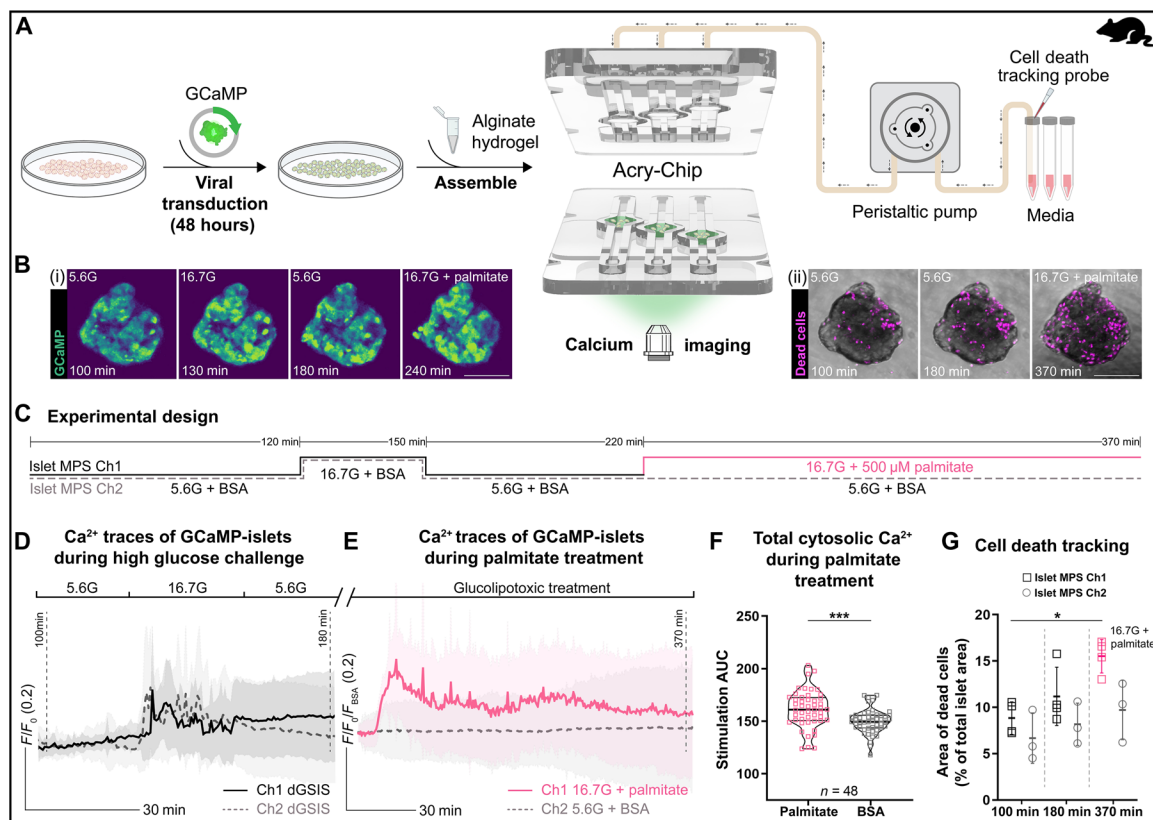 A
GCaMP
Viral
transduction
(48 hours)
Alginate
hydrogel
Assemble
Acry-Chip
Peristaltic pump
Cell death
tracking probe
Media
Calcium imaging
B
(i)
GCaMP
5.6G
100 min
16.7G
130 min
5.6G
180 min
16.7G + palmitate
240 min
(ii)
Dead cells
5.6G
100 min
5.6G
180 min
16.7G + palmitate
370 min
C Experimental design
120 min
150 min
220 min
370 min
Islet MPS Ch1
Islet MPS Ch2
5.6G + BSA
16.7G + BSA
5.6G + BSA
16.7G + 500 µM palmitate
5.6G + BSA
D Ca²⁺ traces of GCaMP-islets
during high glucose challenge
5.6G 16.7G 5.6G
100min
180 min
F/F₀ (0.2)
30 min
Ch1 dGSIS
Ch2 dGSIS
E Ca²⁺ traces of GCaMP-islets
during palmitate treatment
Glucolipotoxic treatment
370 min
F/F₀/F_BSA (0.2)
30 min
Ch1 16.7G + palmitate
Ch2 5.6G + BSA
F Total cytosolic Ca²⁺
during palmitate
treatment
Stimulation AUC
250
200
150
100
***
n = 48
Palmitate BSA
G Cell death tracking
Islet MPS Ch1
Islet MPS Ch2
Area of dead cells
(% of total islet area)
20
15
10
5
0
*
16.7G +
palmitate
100 min 180 min 370 min